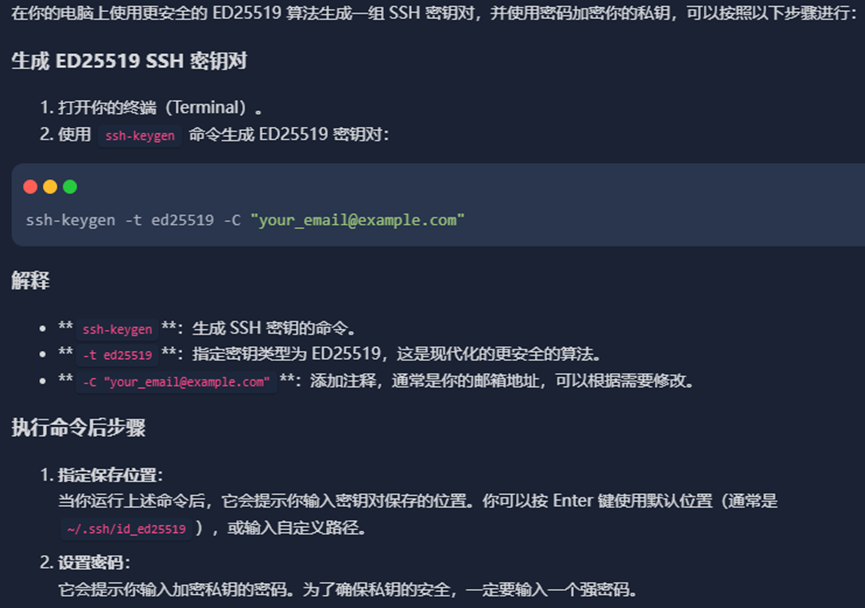 在你的电脑上使用更安全的 ED25519 算法生成一组 SSH 密钥对，并使用密码加密你的私钥，可以按照以下步骤进行：
生成 ED25519 SSH 密钥对
1. 打开你的终端（Terminal）。
2. 使用 ssh-keygen 命令生成 ED25519 密钥对：
ssh-keygen -t ed25519 -C "your_email@example.com"
解释
• ** ssh-keygen **：生成 SSH 密钥的命令。
• ** -t ed25519 **：指定密钥类型为 ED25519，这是现代化的更安全的算法。
• ** -C "your_email@example.com" **：添加注释，通常是你的邮箱地址，可以根据需要修改。
执行命令后步骤
1. 指定保存位置：
当你运行上述命令后，它会提示你输入密钥对保存的位置。你可以按 Enter 键使用默认位置（通常是
~/.ssh/id_ed25519 ），或输入自定义路径。
2. 设置密码：
它会提示你输入加密私钥的密码。为了确保私钥的安全，一定要输入一个强密码。